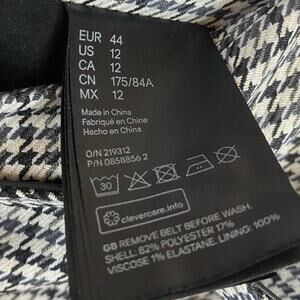 EUR 44
US 12
CA 12
CN 175/84A
MX 12
Made in China
Fabriqué en Chine
Hecho en China
O/N 219312
P/N 0858856 2
30
clevercare.info
GB REMOVE BELT BEFORE WASH.
SHELL: 82% POLYESTER 17%
VISCOSE 1% ELASTANE LINING: 100%